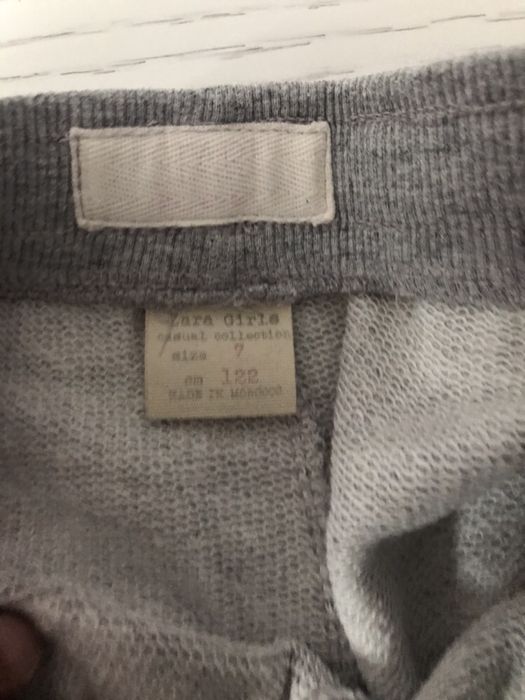 Zara Girls
casual collection
size 7
cm 122
MADE IN MOROCCO